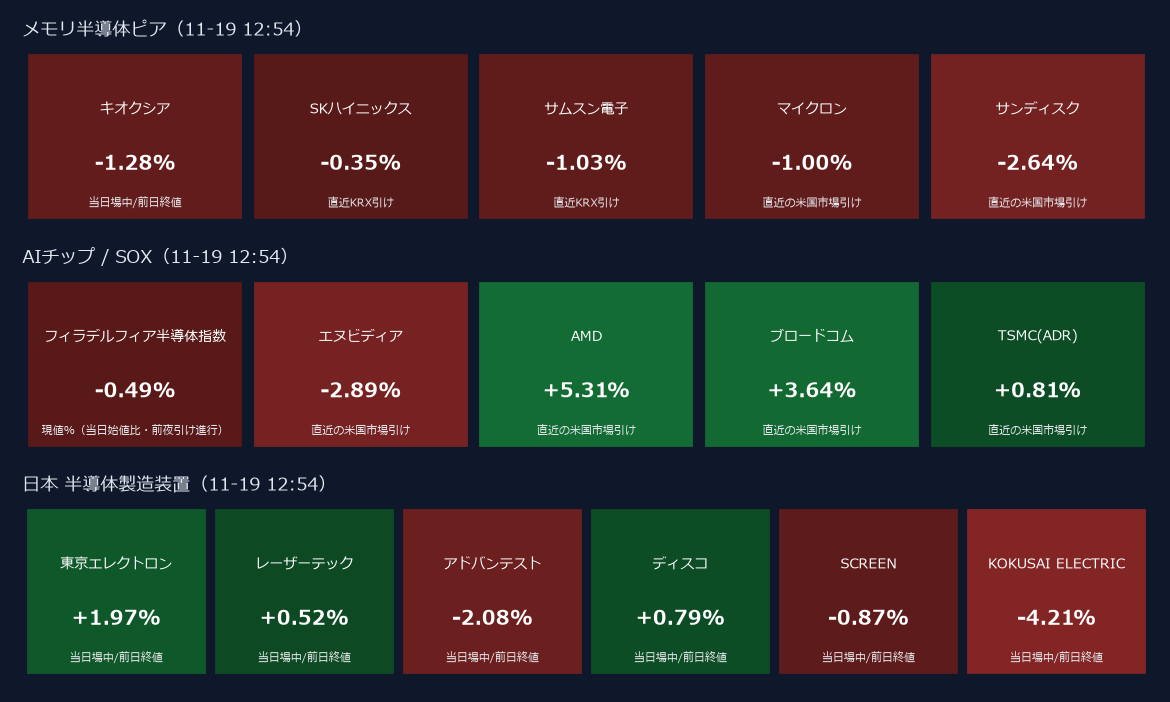 メモリ半導体ピア（11-19 12:54）
キオクシア
-1.28%
当日場中/前日終値
SKハイニックス
-0.35%
直近KRX引け
サムスン電子
-1.03%
直近KRX引け
マイクロン
-1.00%
直近の米国市場引け
サンディスク
-2.64%
直近の米国市場引け
AIチップ / SOX（11-19 12:54）
フィラデルフィア半導体指数
-0.49%
現値%（当日始値比・前夜引け進行）
エヌビディア
-2.89%
直近の米国市場引け
AMD
+5.31%
直近の米国市場引け
ブロードコム
+3.64%
直近の米国市場引け
TSMC(ADR)
+0.81%
直近の米国市場引け
日本 半導体製造装置（11-19 12:54）
東京エレクトロン
+1.97%
当日場中/前日終値
レーザーテック
+0.52%
当日場中/前日終値
アドバンテスト
-2.08%
当日場中/前日終値
ディスコ
+0.79%
当日場中/前日終値
SCREEN
-0.87%
当日場中/前日終値
KOKUSAI ELECTRIC
-4.21%
当日場中/前日終値